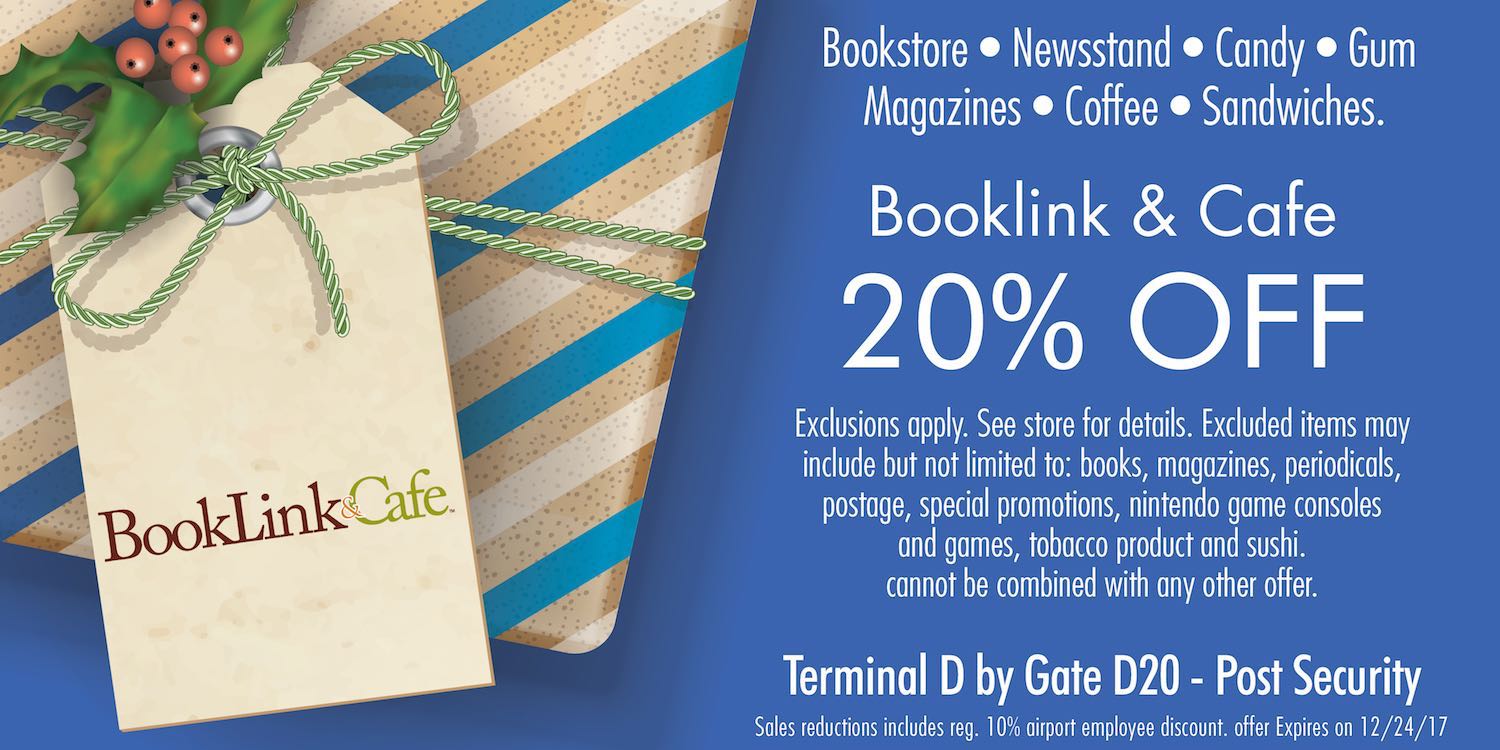 Bookstore • Newsstand • Candy • Gum
Magazines • Coffee • Sandwiches.
Booklink & Cafe
20% OFF
Exclusions apply. See store for details. Excluded items may
include but not limited to: books, magazines, periodicals,
postage, special promotions, nintendo game consoles
and games, tobacco product and sushi.
cannot be combined with any other offer.
Terminal D by Gate D20 - Post Security
Sales reductions includes reg. 10% airport employee discount. offer Expires on 12/24/17
BookLink&Cafe™